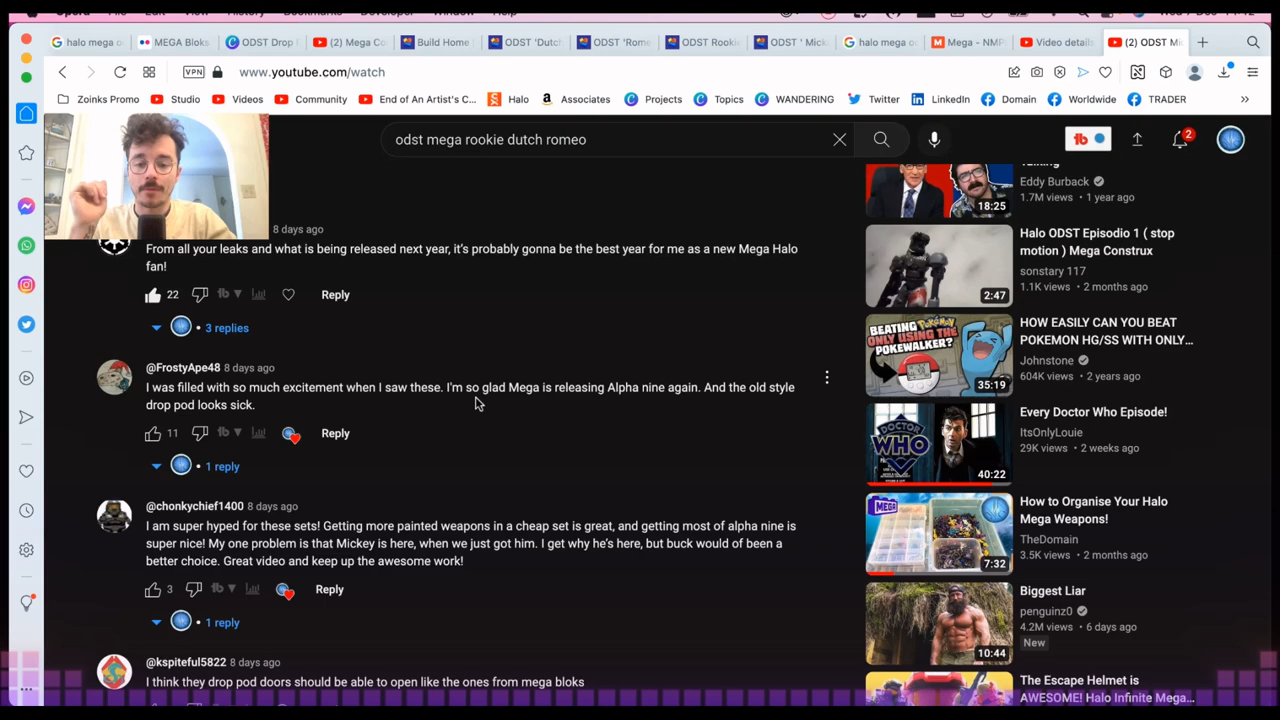 halo mega o
MEGA Bloks
ODST Drop
(2) Mega Co
Build Home
ODST 'Dutc
ODST 'Rome
ODST Rooki
ODST ' Mick
halo mega oc
Mega - NMP
Video details
(2) ODST Mi
VPN
www.youtube.com/watch
Zoinks Promo
Studio
Videos
Community
End of An Artist's C...
Halo
Associates
Projects
Topics
WANDERING
Twitter
LinkedIn
Domain
Worldwide
TRADER
odst mega rookie dutch romeo
2
8 days ago
From all your leaks and what is being released next year, it's probably gonna be the best year for me as a new Mega Halo
fan!
22
Reply
3 replies
@FrostyApe48 8 days ago
I was filled with so much excitement when I saw these. I'm so glad Mega is releasing Alpha nine again. And the old style
drop pod looks sick.
11
Reply
1 reply
@chonkychief1400 8 days ago
I am super hyped for these sets! Getting more painted weapons in a cheap set is great, and getting most of alpha nine is
super nice! My one problem is that Mickey is here, when we just got him. I get why he's here, but buck would of been a
better choice. Great video and keep up the awesome work!
3
Reply
1 reply
@kspiteful5822 8 days ago
I think they drop pod doors should be able to open like the ones from mega bloks
Eddy Burback
1.7M views • 1 year ago
18:25
Halo ODST Episodio 1 ( stop
motion ) Mega Construx
sonstary 117
1.1K views • 2 months ago
2:47
BEATING Pokémon
ONLY USING THE
POKEWALKER?
35:19
HOW EASILY CAN YOU BEAT
POKEMON HG/SS WITH ONLY...
Johnstone
604K views • 2 years ago
DOCTOR
WHO
40:22
Every Doctor Who Episode!
ItsOnlyLouie
29K views • 2 weeks ago
MEGA
7:32
How to Organise Your Halo
Mega Weapons!
TheDomain
3.5K views • 2 months ago
10:44
Biggest Liar
penguinz0
4.2M views • 6 days ago
New
The Escape Helmet is
AWESOME! Halo Infinite Mega...